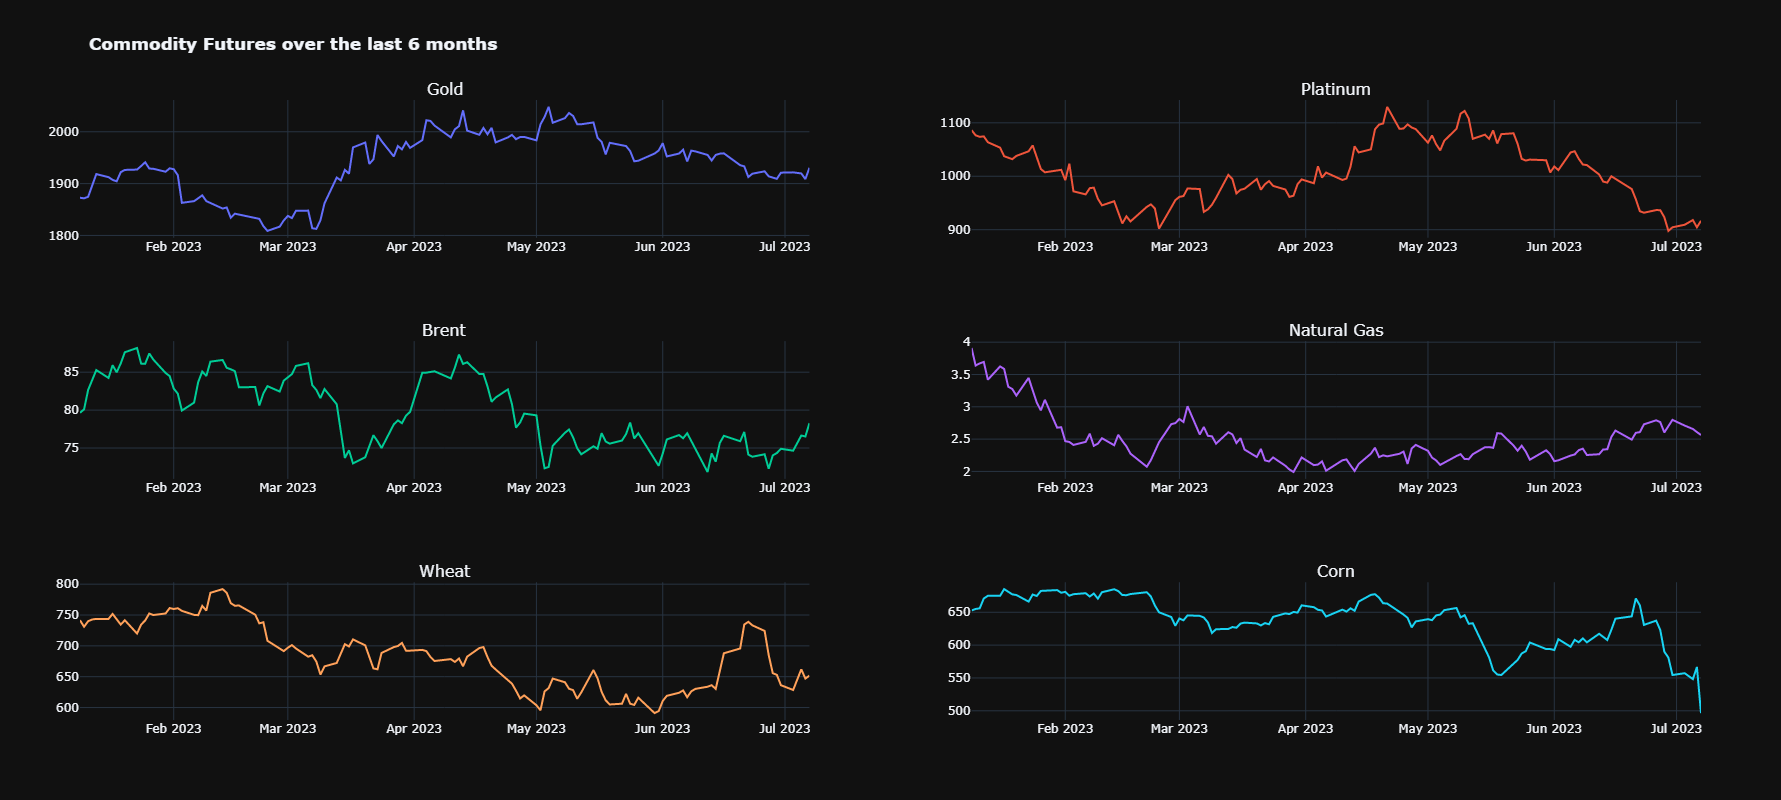 Commodity Futures over the last 6 months
Gold
2000
1900
1800
Feb 2023 Mar 2023 Apr 2023 May 2023 Jun 2023 Jul 2023
Platinum
1100
1000
900
Feb 2023 Mar 2023 Apr 2023 May 2023 Jun 2023 Jul 2023
Brent
85
80
75
Feb 2023 Mar 2023 Apr 2023 May 2023 Jun 2023 Jul 2023
Natural Gas
4
3.5
3
2.5
2
Feb 2023 Mar 2023 Apr 2023 May 2023 Jun 2023 Jul 2023
Wheat
800
750
700
650
600
Feb 2023 Mar 2023 Apr 2023 May 2023 Jun 2023 Jul 2023
Corn
650
600
550
500
Feb 2023 Mar 2023 Apr 2023 May 2023 Jun 2023 Jul 2023